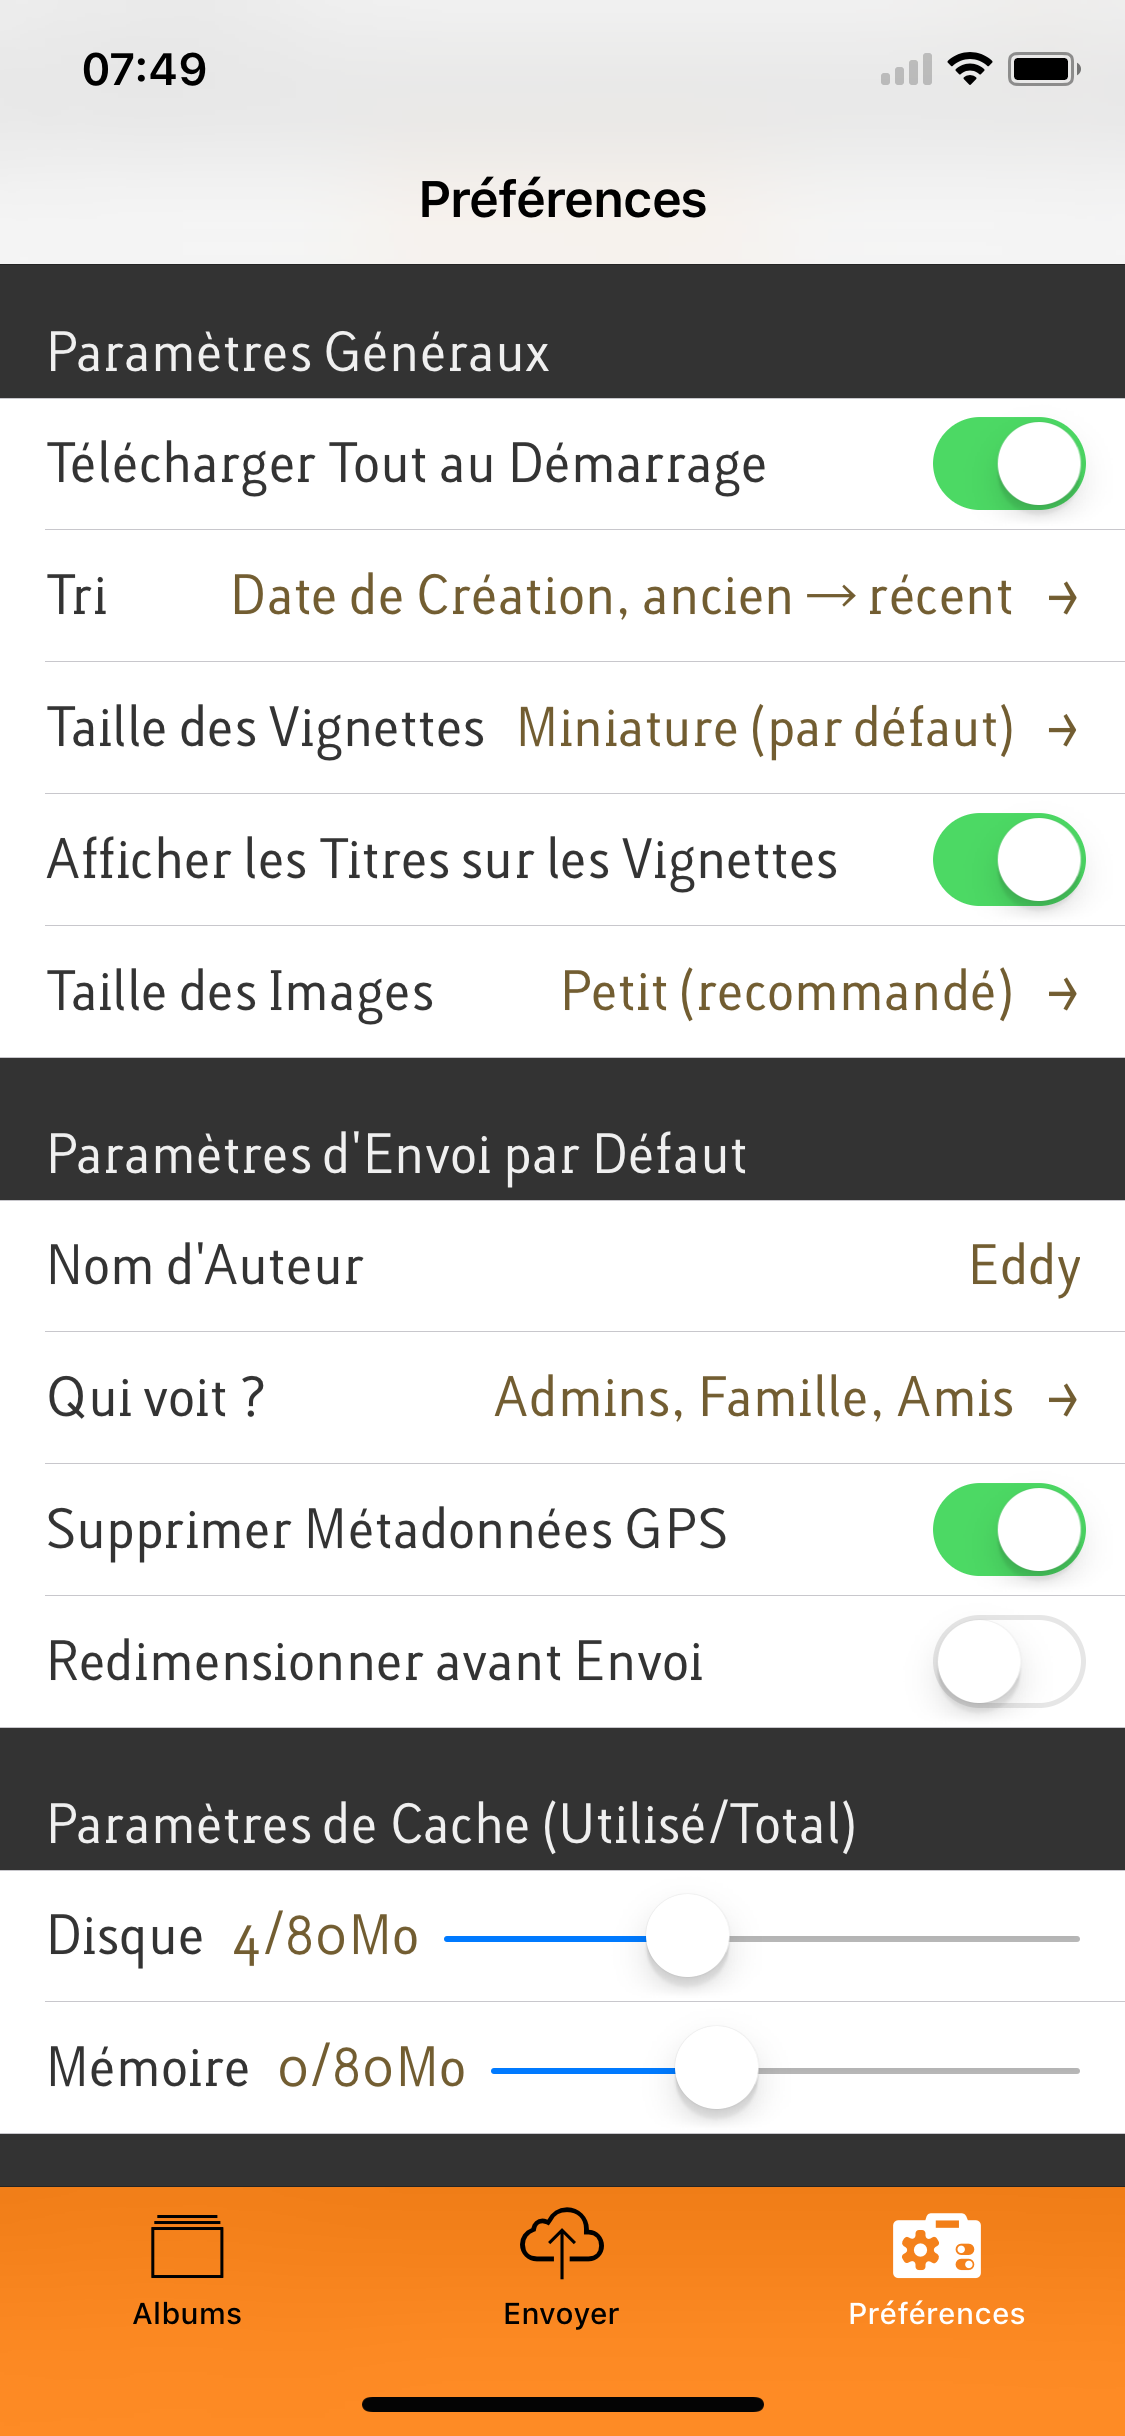 07:49
Préférences
Paramètres Généraux
Télécharger Tout au Démarrage
Tri Date de Création, ancien → récent →
Taille des Vignettes Miniature (par défaut) →
Afficher les Titres sur les Vignettes
Taille des Images Petit (recommandé) →
Paramètres d'Envoi par Défaut
Nom d'Auteur Eddy
Qui voit ? Admins, Famille, Amis →
Supprimer Métadonnées GPS
Redimensionner avant Envoi
Paramètres de Cache (Utilisé/Total)
Disque 4/80Mo
Mémoire 0/80Mo
Albums Envoyer Préférences